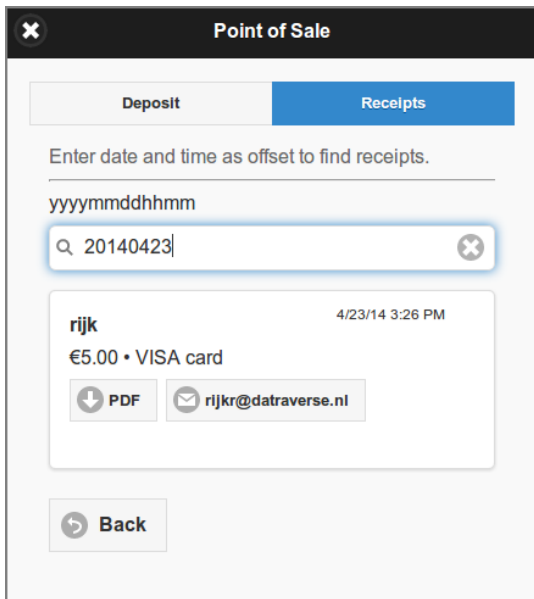 Point of Sale
Deposit Receipts
Enter date and time as offset to find receipts.
yyyymmddhhmm
20140423
rijk 4/23/14 3:26 PM
€5.00 • VISA card
PDF rijkr@datraverse.nl
Back